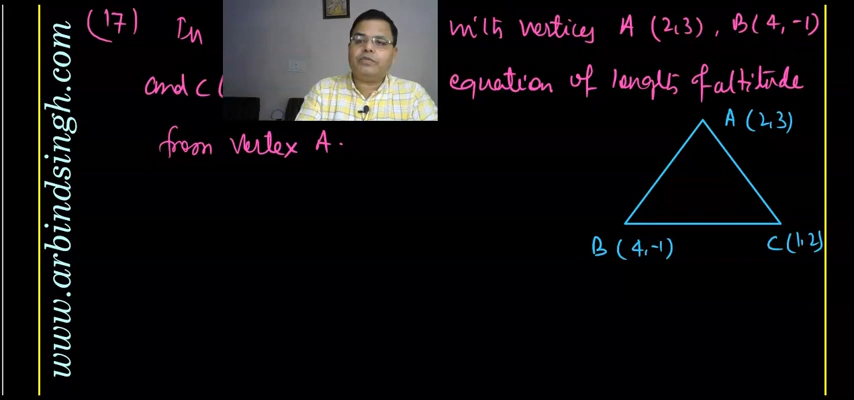 (17) In with vertices A (2,3), B(4,-1)
and C( equation of length of altitude
from vertex A.
A (2,3)
B (4,-1)
C (1,2)
www.arbindsingh.com